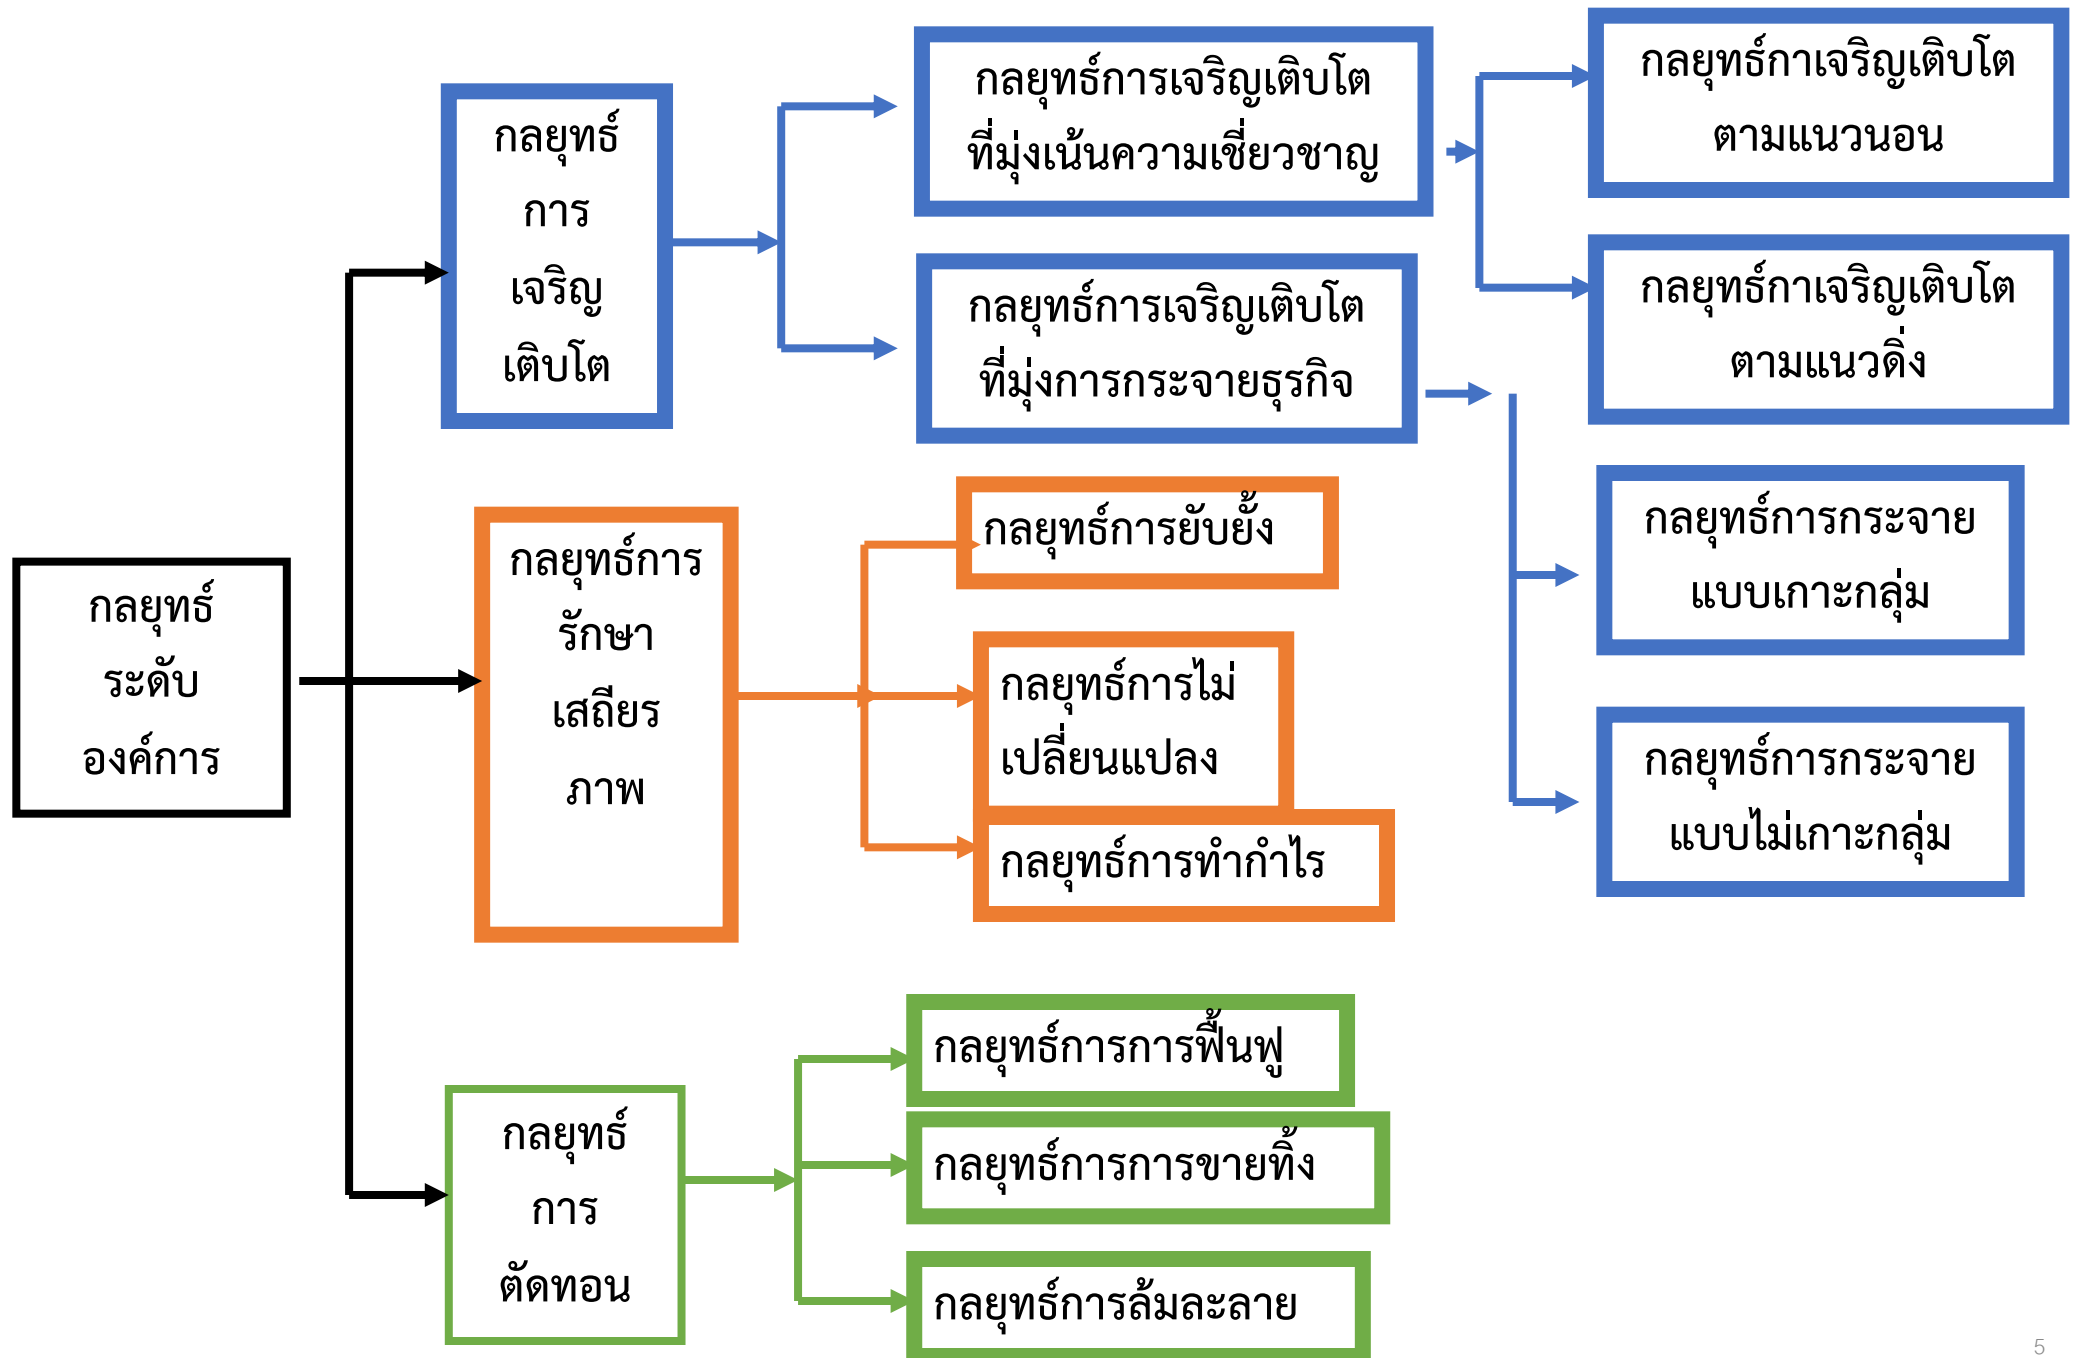 กลยุทธ์
ระดับ
องค์การ
กลยุทธ์
การ
เจริญ
เติบโต
กลยุทธ์การเจริญเติบโต
ที่มุ่งเน้นความเชี่ยวชาญ
กลยุทธ์กาเจริญเติบโต
ตามแนวนอน
กลยุทธ์กาเจริญเติบโต
ตามแนวดิ่ง
กลยุทธ์การเจริญเติบโต
ที่มุ่งการกระจายธุรกิจ
กลยุทธ์การกระจาย
แบบเกาะกลุ่ม
กลยุทธ์การกระจาย
แบบไม่เกาะกลุ่ม
กลยุทธ์การ
รักษา
เสถียร
ภาพ
กลยุทธ์การยับยั้ง
กลยุทธ์การไม่
เปลี่ยนแปลง
กลยุทธ์การทำกำไร
กลยุทธ์
การ
ตัดทอน
กลยุทธ์การการฟื้นฟู
กลยุทธ์การการขายทิ้ง
กลยุทธ์การล้มละลาย
5